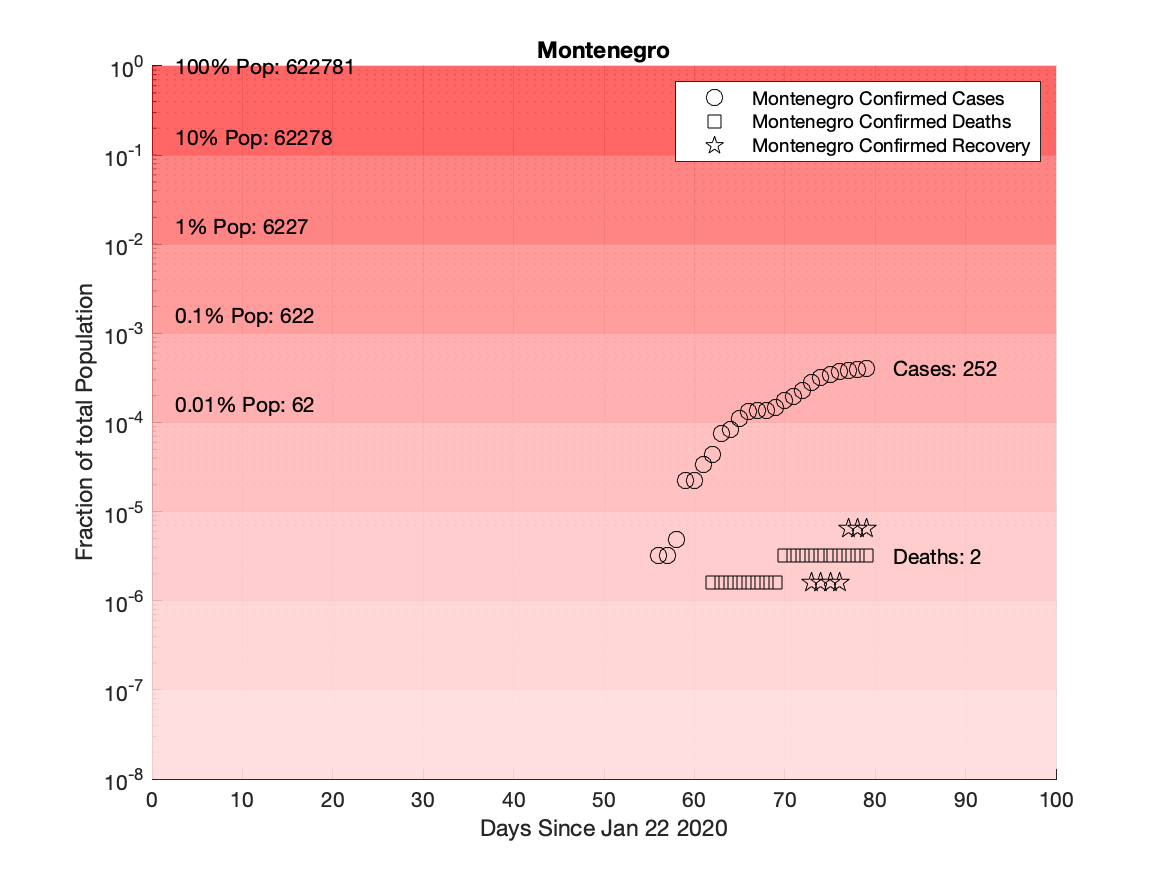 Montenegro
10^0
10^-1
10^-2
10^-3
10^-4
10^-5
10^-6
10^-7
10^-8
Fraction of total Population
100% Pop: 622781
10% Pop: 62278
1% Pop: 6227
0.1% Pop: 622
0.01% Pop: 62
Montenegro Confirmed Cases
Montenegro Confirmed Deaths
Montenegro Confirmed Recovery
Cases: 252
Deaths: 2
0 10 20 30 40 50 60 70 80 90 100
Days Since Jan 22 2020